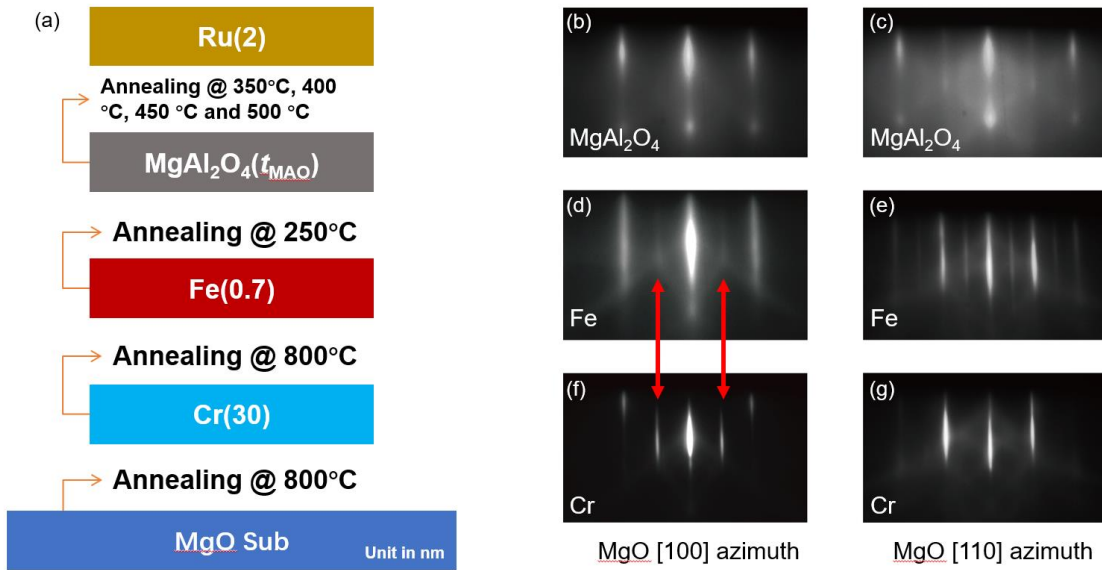 (a)
Ru(2)
Annealing @ 350°C, 400
°C, 450 °C and 500 °C
MgAl₂O₄(t_MAO)
Annealing @ 250°C
Fe(0.7)
Annealing @ 800°C
Cr(30)
Annealing @ 800°C
MgO Sub
Unit in nm
(b)
MgAl₂O₄
(c)
MgAl₂O₄
(d)
Fe
(e)
Fe
(f)
Cr
(g)
Cr
MgO [100] azimuth
MgO [110] azimuth